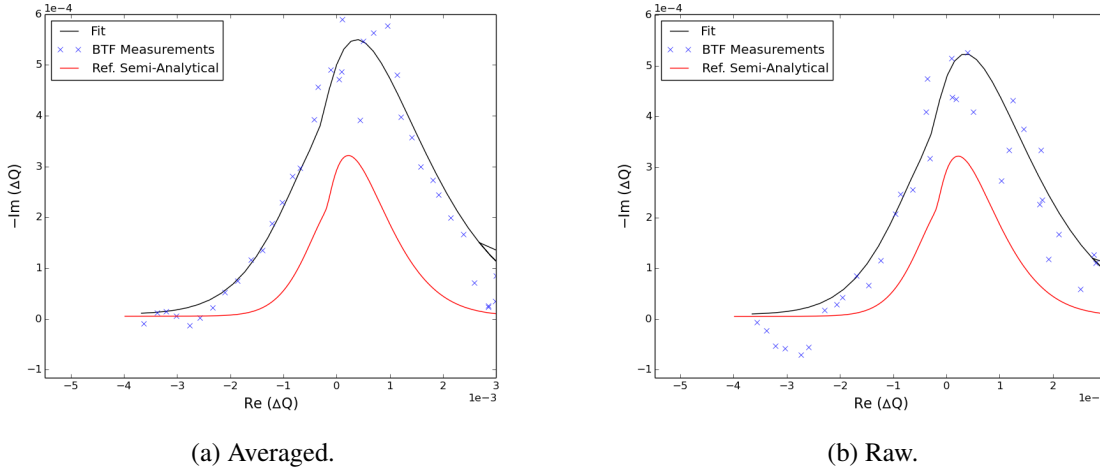 1e−4
6
5
4
3
2
1
0
−1
−Im (ΔQ)
Fit
BTF Measurements
Ref. Semi-Analytical
−5 −4 −3 −2 −1 0 1 2 3
1e−3
Re (ΔQ)
(a) Averaged.
1e−4
6
5
4
3
2
1
0
−1
−Im (ΔQ)
Fit
BTF Measurements
Ref. Semi-Analytical
−5 −4 −3 −2 −1 0 1 2
1e−
Re (ΔQ)
(b) Raw.